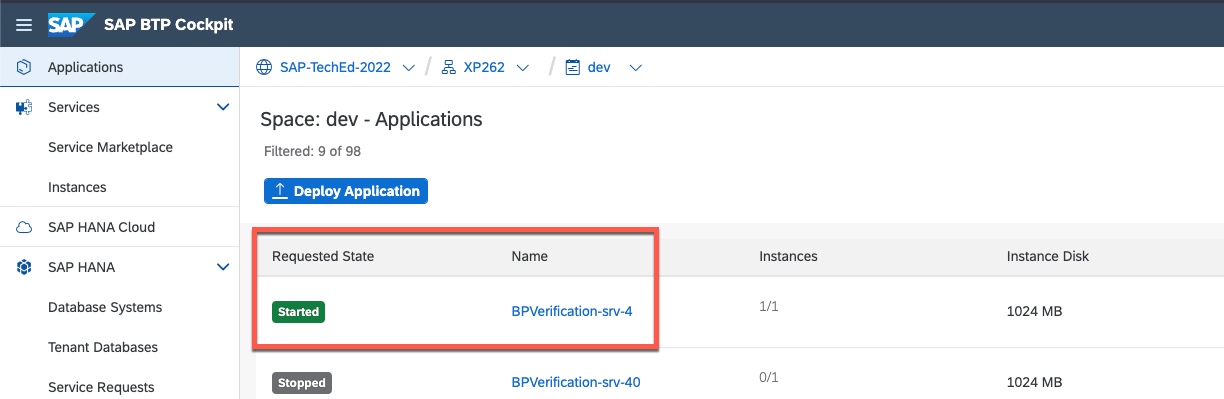 SAP SAP BTP Cockpit
Applications
Services
Service Marketplace
Instances
SAP HANA Cloud
SAP HANA
Database Systems
Tenant Databases
Service Requests
SAP-TechEd-2022 / XP262 / dev
Space: dev - Applications
Filtered: 9 of 98
Deploy Application
Requested State Name Instances Instance Disk
Started BPVerification-srv-4 1/1 1024 MB
Stopped BPVerification-srv-40 0/1 1024 MB